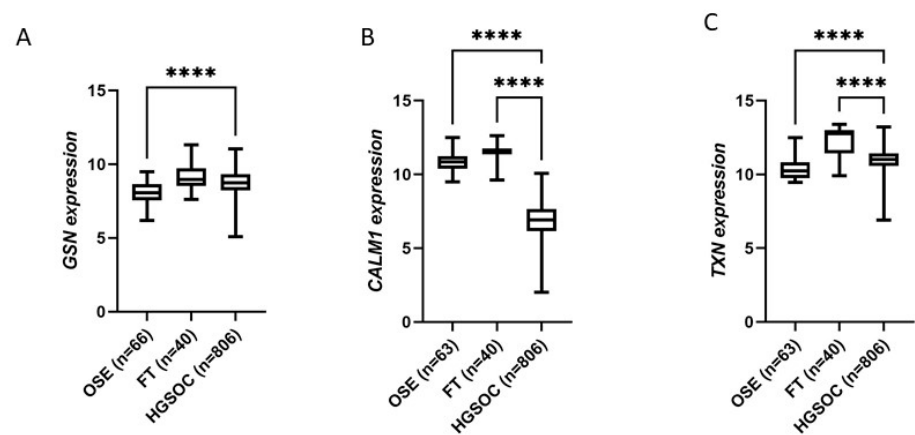 A
****
GSN expression
15
10
5
0
OSE (n=66)
FT (n=40)
HGSOC (n=806)
B
****
****
CALM1 expression
15
10
5
0
OSE (n=63)
FT (n=40)
HGSOC (n=806)
C
****
****
TXN expression
15
10
5
0
OSE (n=63)
FT (n=40)
HGSOC (n=806)